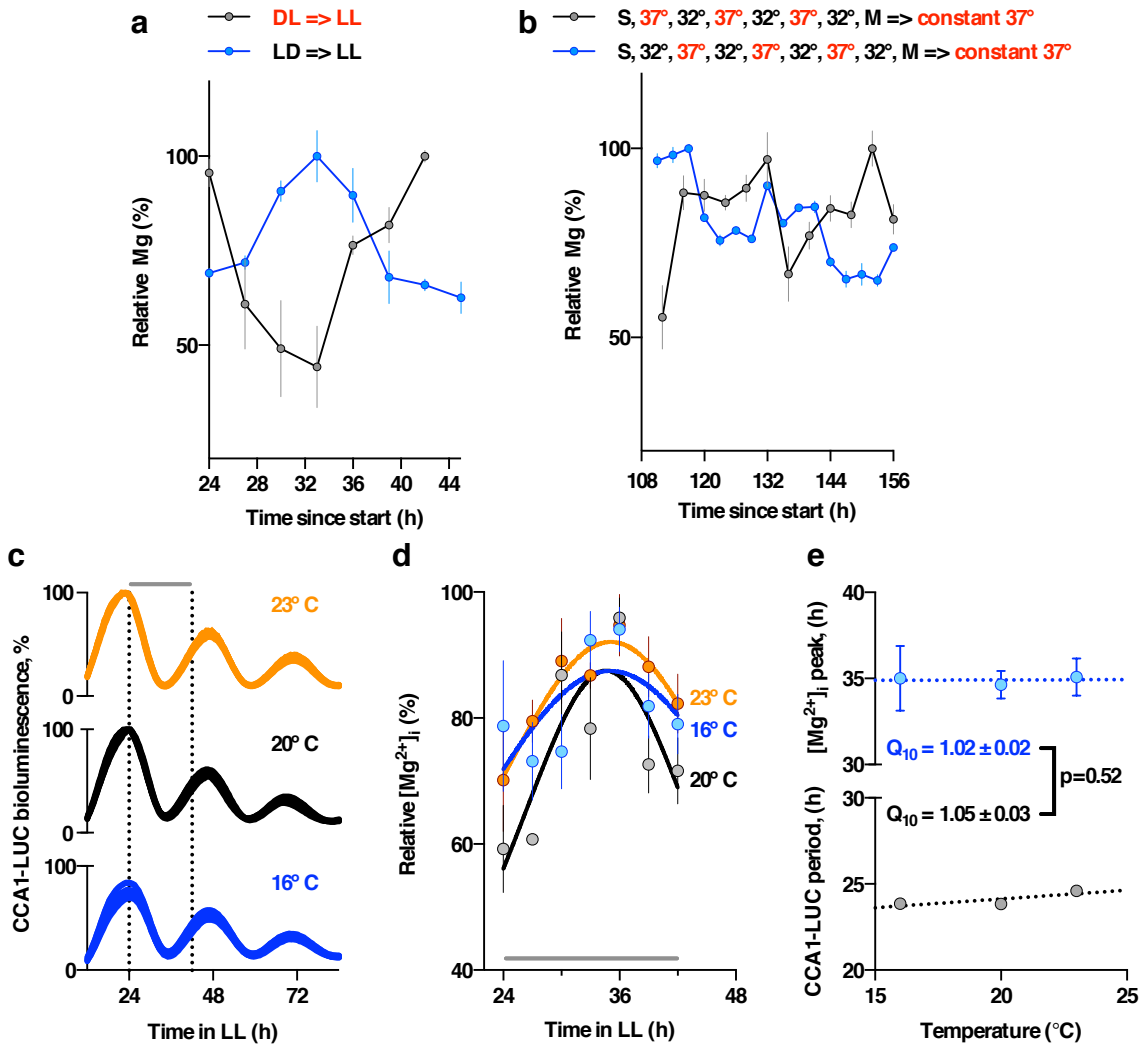 a
DL => LL
LD => LL
Relative Mg (%)
100
50
24 28 32 36 40 44
Time since start (h)
b
S, 37°, 32°, 37°, 32°, 37°, 32°, M => constant 37°
S, 32°, 37°, 32°, 37°, 32°, 37°, 32°, M => constant 37°
Relative Mg (%)
100
50
108 120 132 144 156
Time since start (h)
c
CCA1-LUC bioluminescence, %
100
0
23° C
100
0
20° C
100
0
16° C
24 48 72
Time in LL (h)
d
Relative [Mg²⁺]i (%)
100
80
60
40
23° C
16° C
20° C
24 36 48
Time in LL (h)
e
[Mg²⁺]i peak, (h)
40
35
30
Q10 = 1.02 ± 0.02
p=0.52
Q10 = 1.05 ± 0.03
CCA1-LUC period, (h)
30
25
20
15 20 25
Temperature (°C)